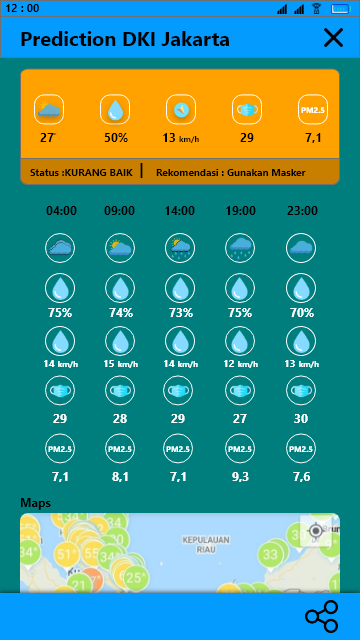 12 : 00
Prediction DKI Jakarta
27°
50%
13 km/h
29
PM2.5
7,1
Status :KURANG BAIK
Rekomendasi : Gunakan Masker
04:00 09:00 14:00 19:00 23:00
75% 74% 73% 75% 70%
14 km/h 15 km/h 14 km/h 12 km/h 13 km/h
29 28 29 27 30
PM2.5 PM2.5 PM2.5 PM2.5 PM2.5
7,1 8,1 7,1 9,3 7,6
Maps
KEPULAUAN
RIAU
34°
51°
25°
21
33
33